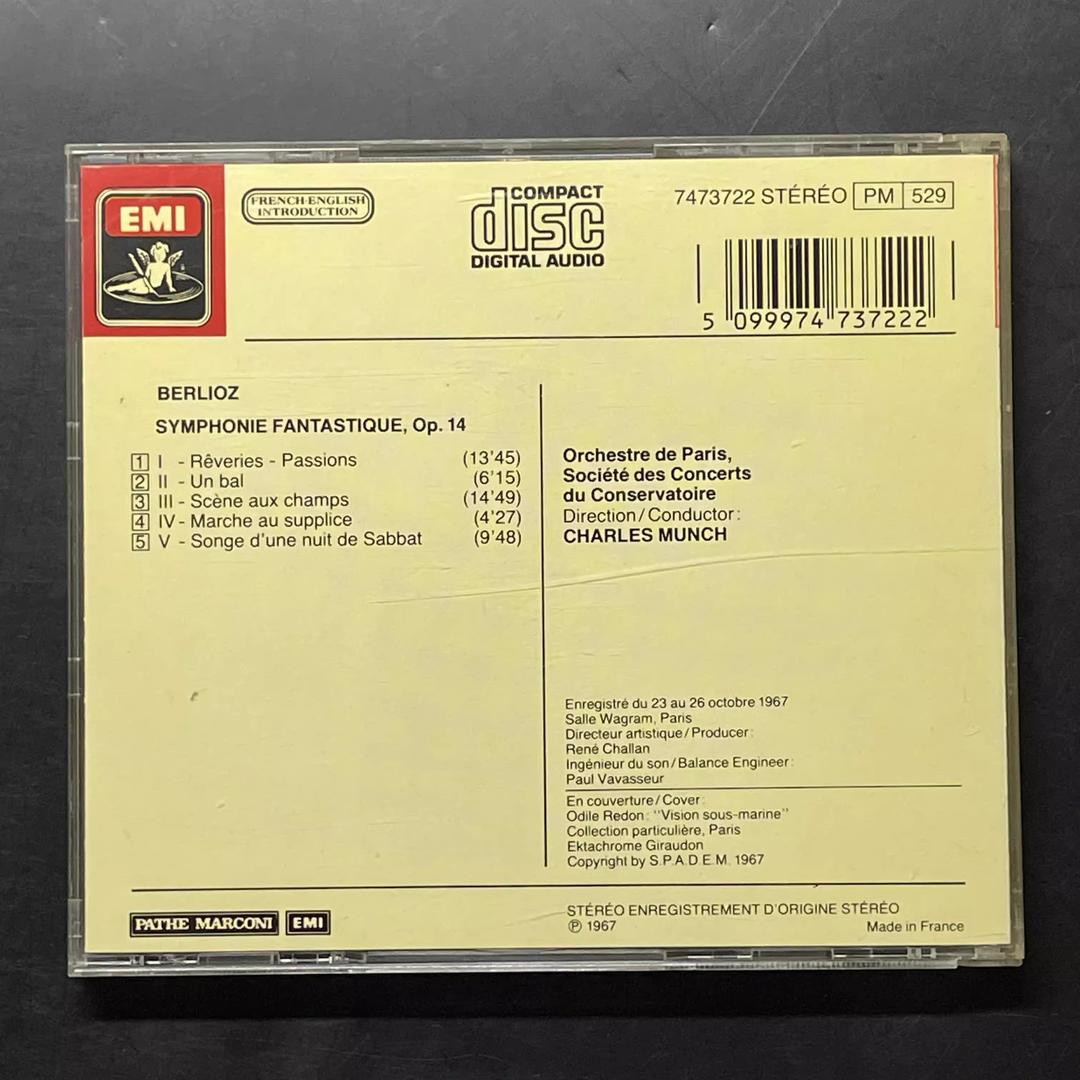 EMI
FRENCH-ENGLISH
INTRODUCTION
COMPACT
disc
DIGITAL AUDIO
7473722 STÉRÉO PM 529
5 099974 737222
BERLIOZ
SYMPHONIE FANTASTIQUE, Op. 14
1 I - Rêveries - Passions (13'45)
2 II - Un bal (6'15)
3 III - Scène aux champs (14'49)
4 IV - Marche au supplice (4'27)
5 V - Songe d'une nuit de Sabbat (9'48)
Orchestre de Paris,
Société des Concerts
du Conservatoire
Direction/Conductor:
CHARLES MUNCH
Enregistré du 23 au 26 octobre 1967
Salle Wagram, Paris
Directeur artistique/Producer:
René Challan
Ingénieur du son/Balance Engineer:
Paul Vavasseur
En couverture/Cover:
Odile Redon: "Vision sous-marine"
Collection particulière, Paris
Ektachrome Giraudon
Copyright by S.P.A.D.E.M. 1967
PATHE MARCONI EMI
STÉRÉO ENREGISTREMENT D'ORIGINE STÉRÉO
℗ 1967
Made in France